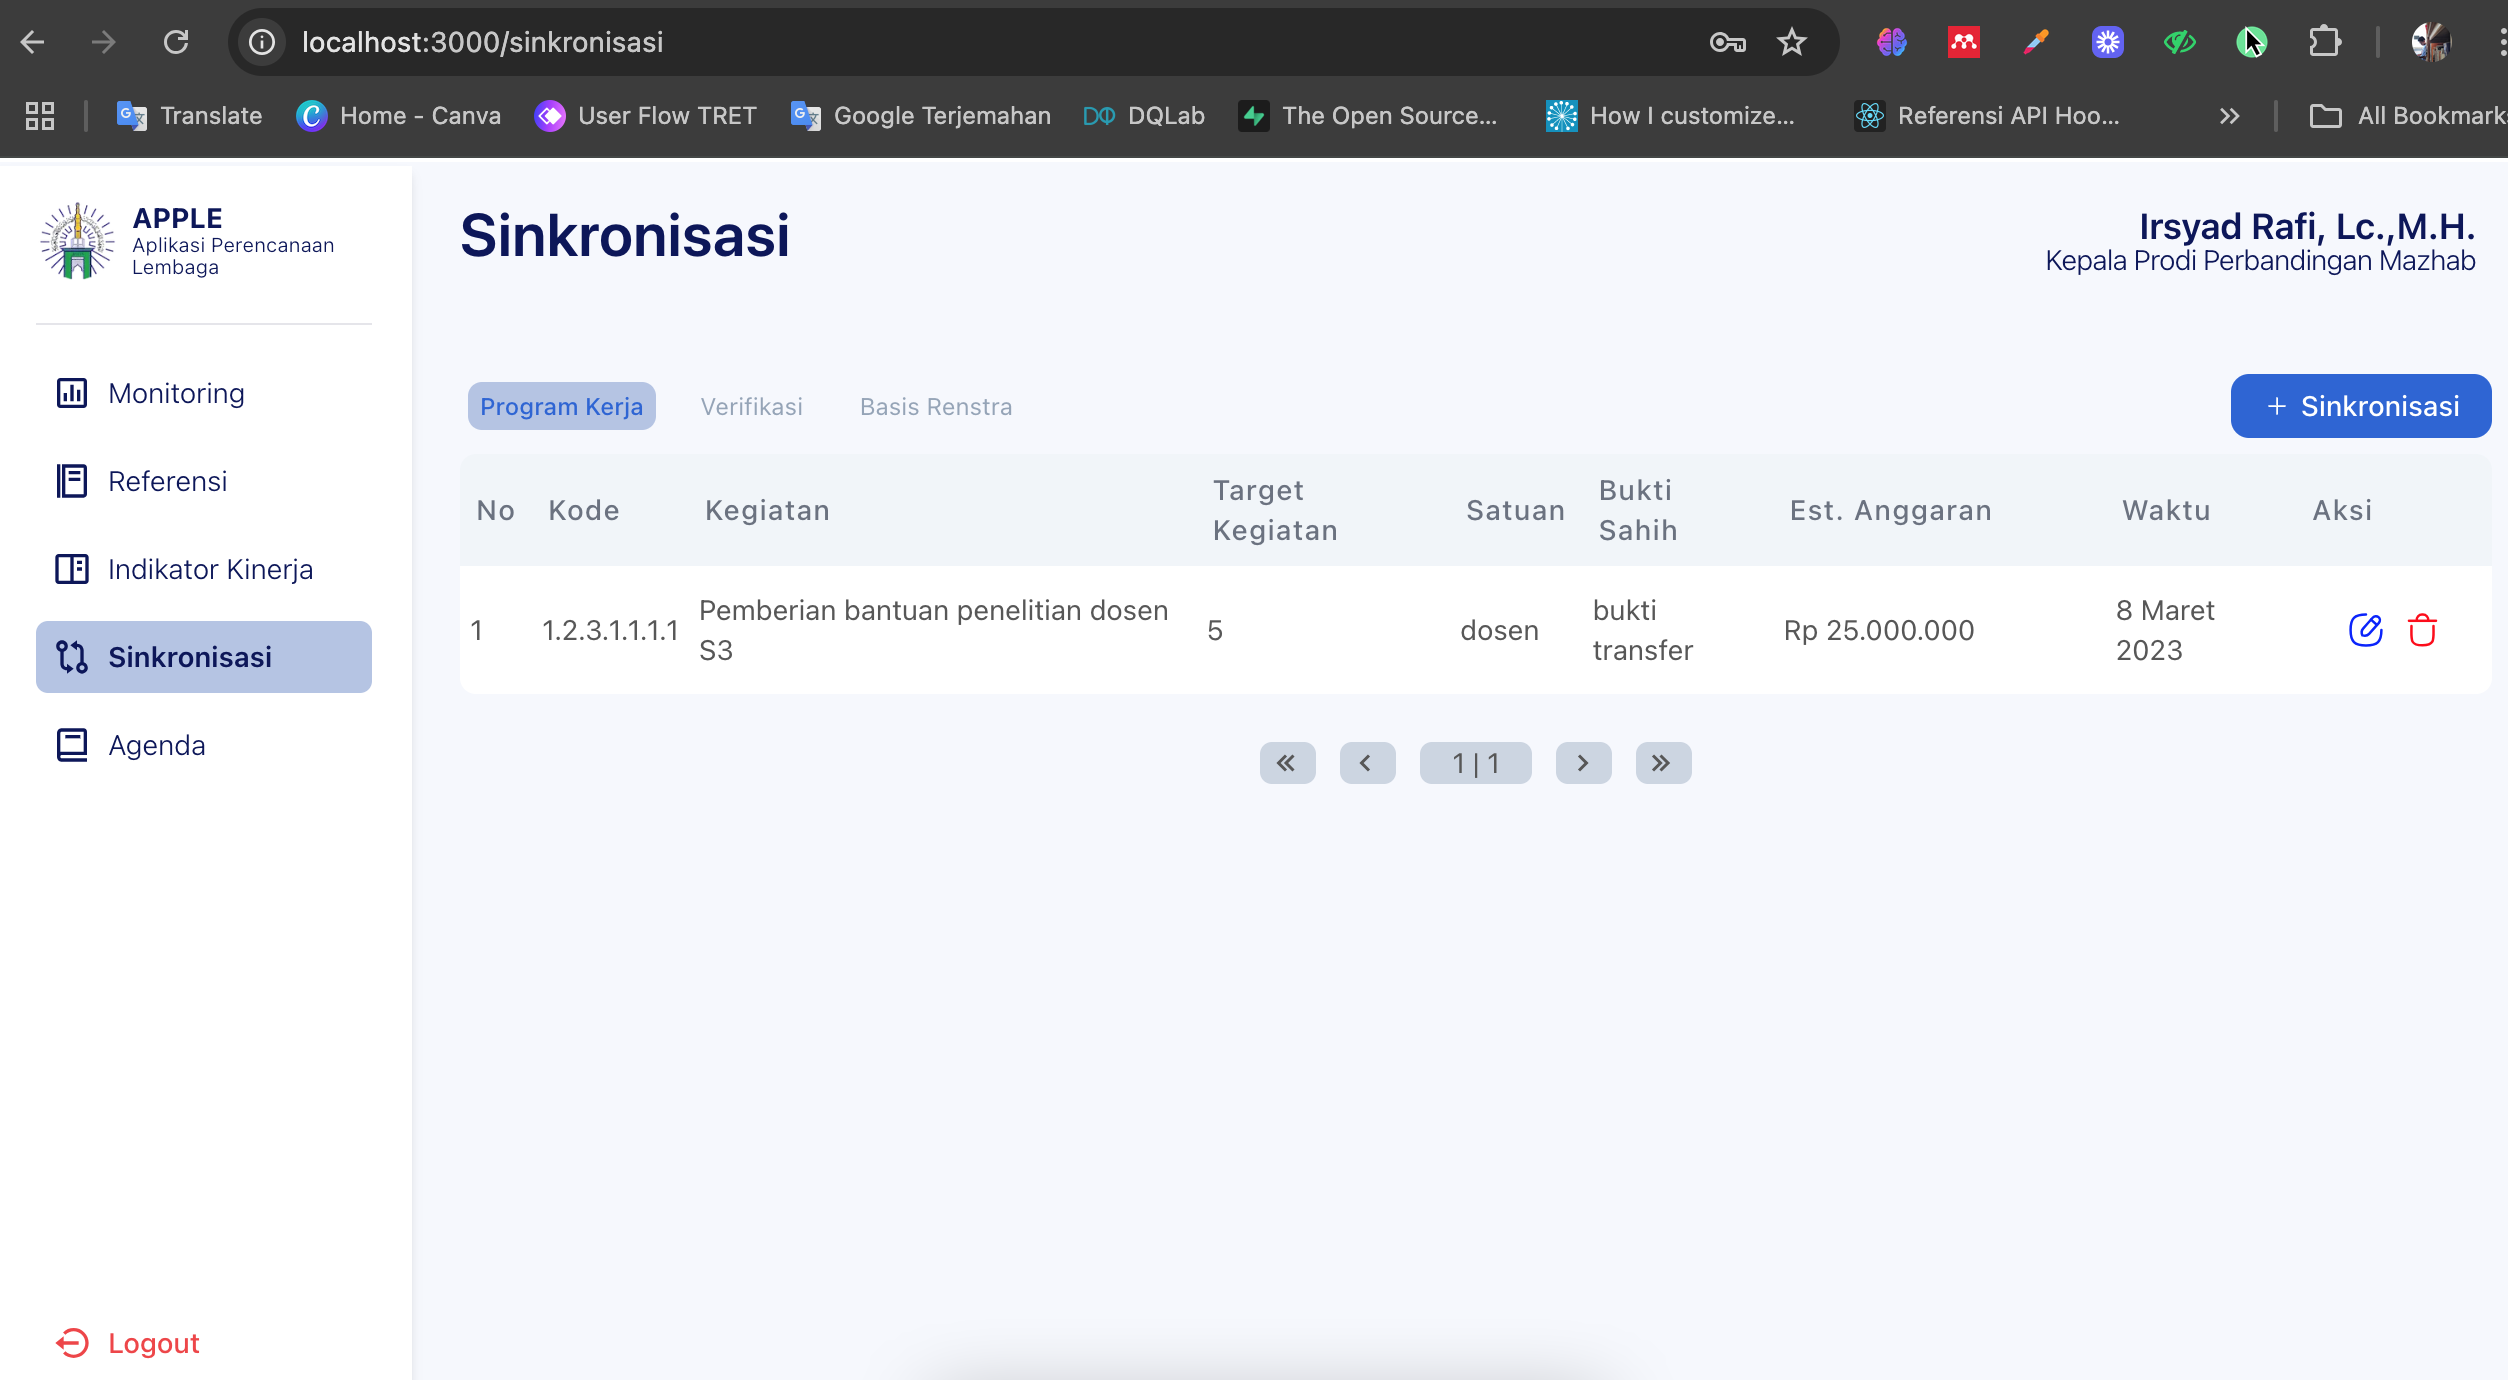 localhost:3000/sinkronisasi
Translate
Home - Canva
User Flow TRET
Google Terjemahan
DQLab
The Open Source...
How I customize...
Referensi API Hoo...
All Bookmarks
APPLE
Aplikasi Perencanaan
Lembaga
Sinkronisasi
Irsyad Rafi, Lc.,M.H.
Kepala Prodi Perbandingan Mazhab
Monitoring
Referensi
Indikator Kinerja
Sinkronisasi
Agenda
Logout
Program Kerja
Verifikasi
Basis Renstra
+ Sinkronisasi
No
Kode
Kegiatan
Target
Kegiatan
Satuan
Bukti
Sahih
Est. Anggaran
Waktu
Aksi
1
1.2.3.1.1.1.1
Pemberian bantuan penelitian dosen
S3
5
dosen
bukti
transfer
Rp 25.000.000
8 Maret
2023
1 | 1